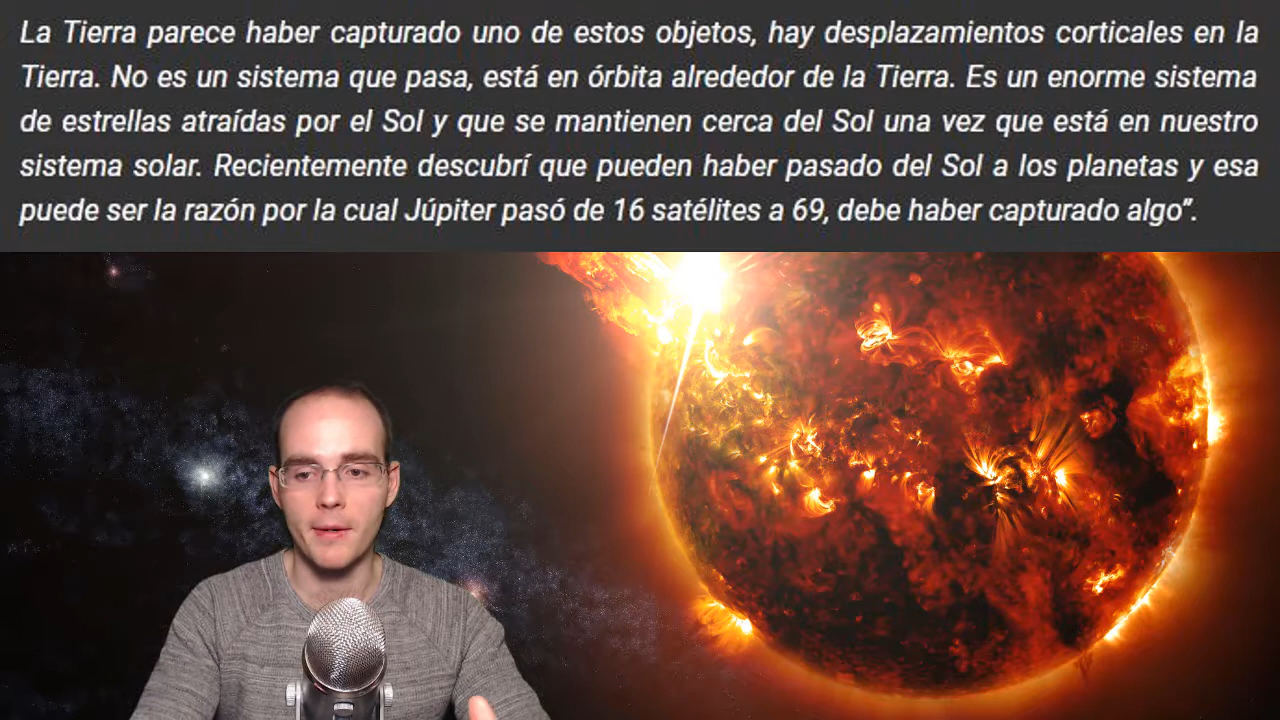 La Tierra parece haber capturado uno de estos objetos, hay desplazamientos corticales en la
Tierra. No es un sistema que pasa, está en órbita alrededor de la Tierra. Es un enorme sistema
de estrellas atraídas por el Sol y que se mantienen cerca del Sol una vez que está en nuestro
sistema solar. Recientemente descubrí que pueden haber pasado del Sol a los planetas y esa
puede ser la razón por la cual Júpiter pasó de 16 satélites a 69, debe haber capturado algo”.